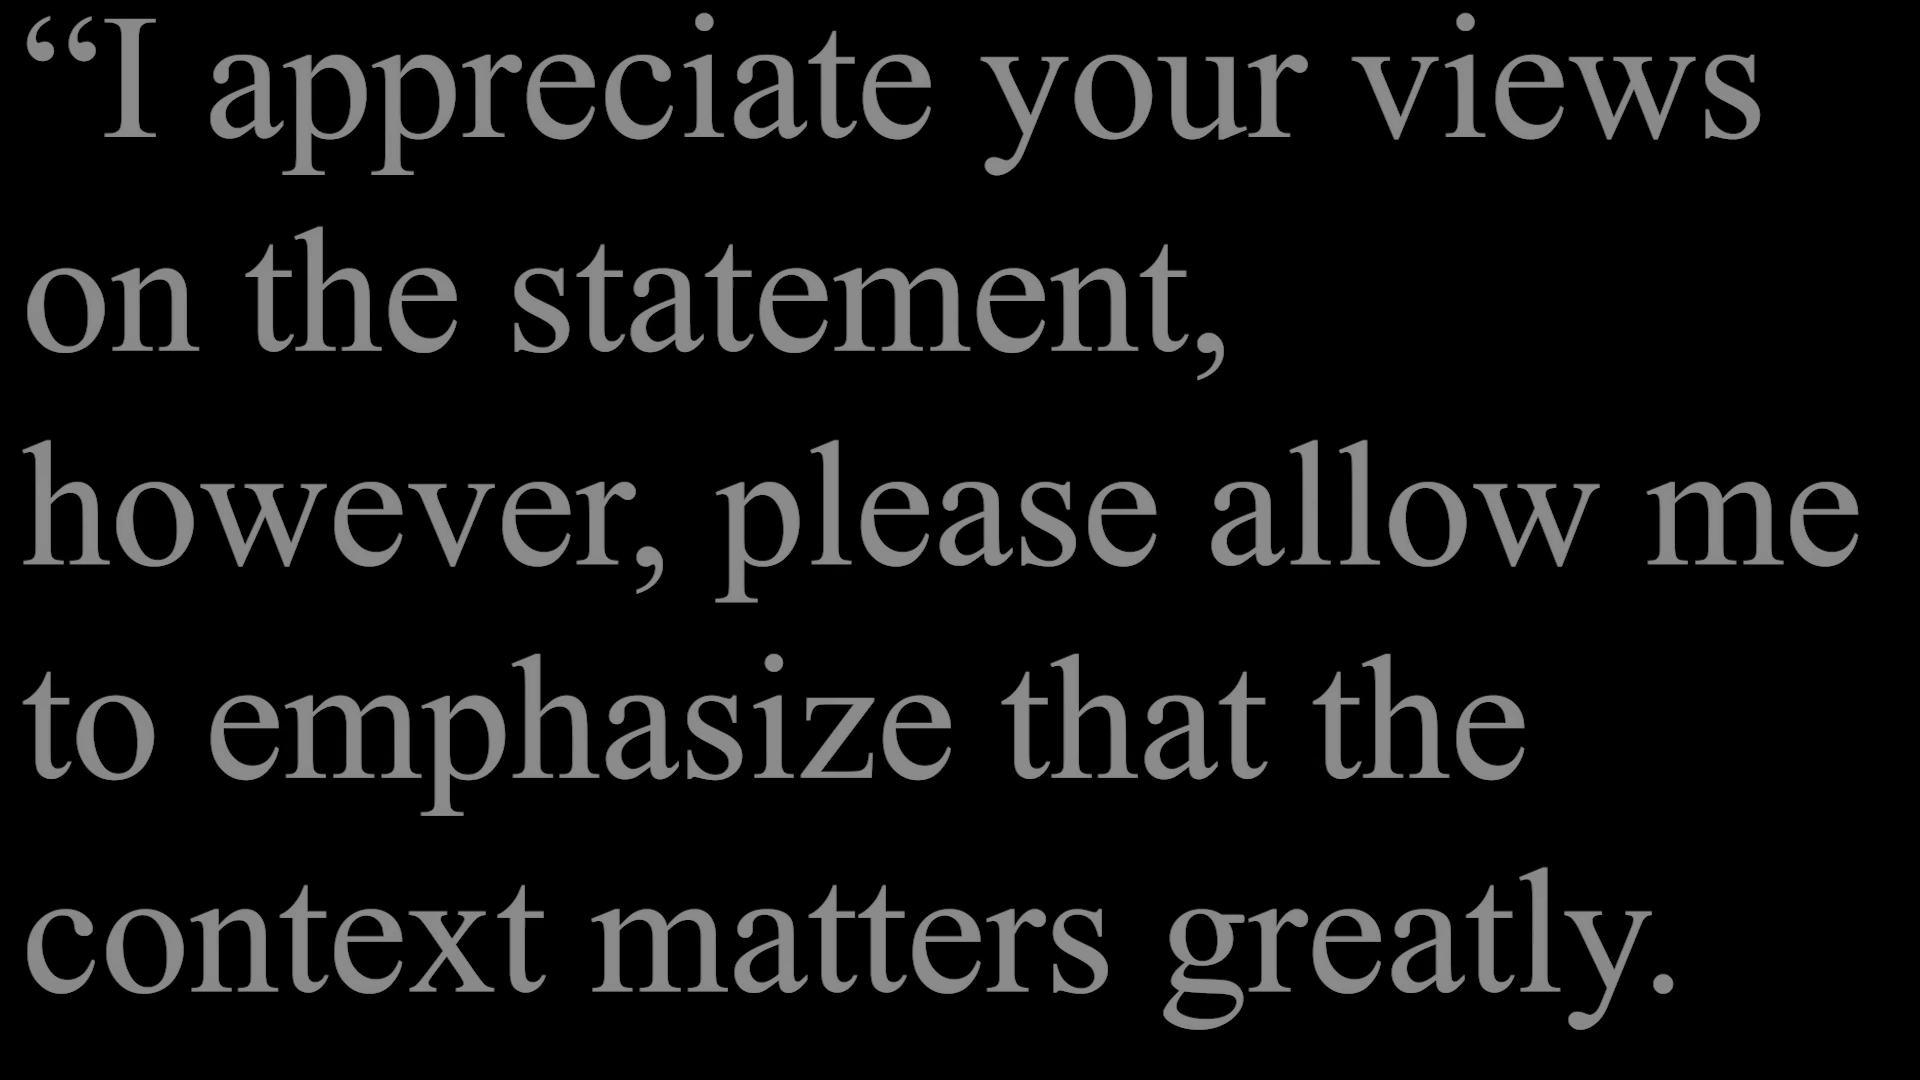 “I appreciate your views
on the statement,
however, please allow me
to emphasize that the
context matters greatly.